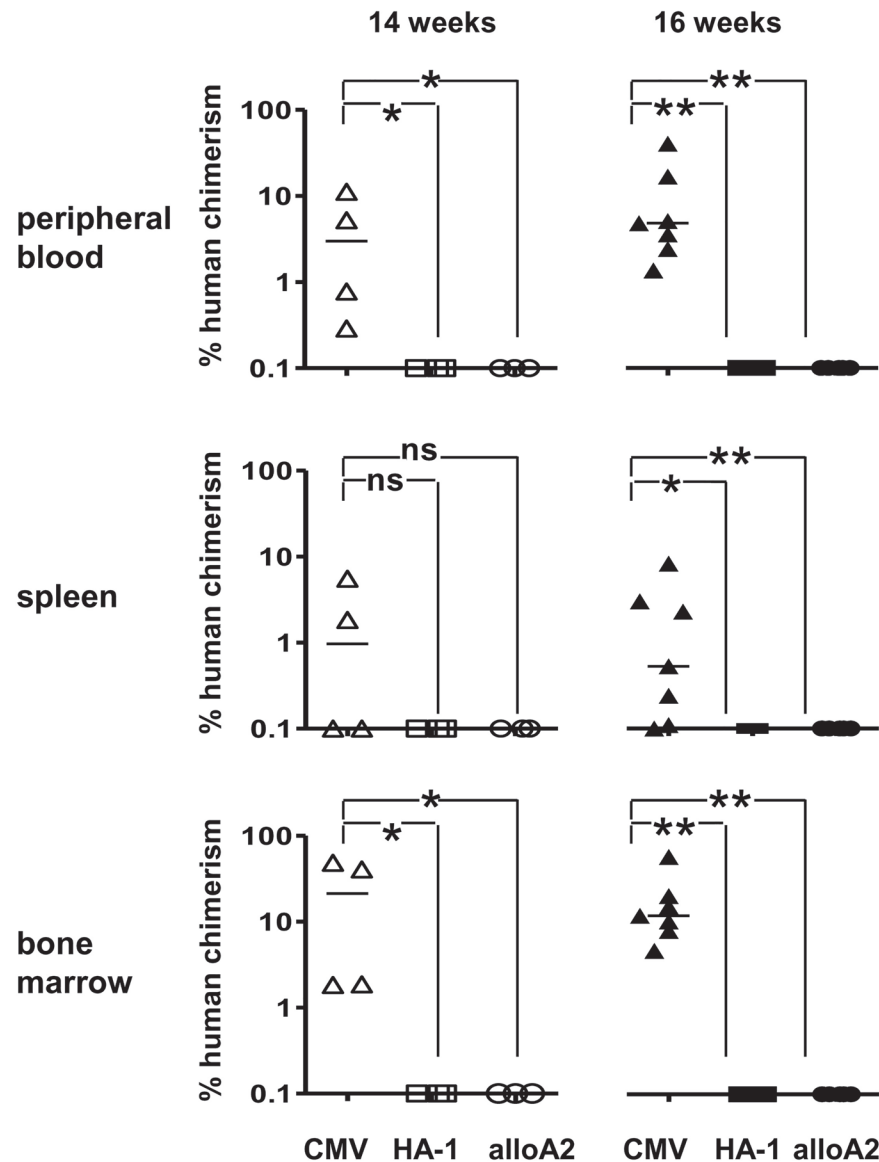 14 weeks
16 weeks
peripheral
blood
% human chimerism
100
10
1
0.1
*
*
**
**
spleen
% human chimerism
100
10
1
0.1
ns
ns
**
*
bone
marrow
% human chimerism
100
10
1
0.1
*
*
**
**
CMV HA-1 alloA2
CMV HA-1 alloA2